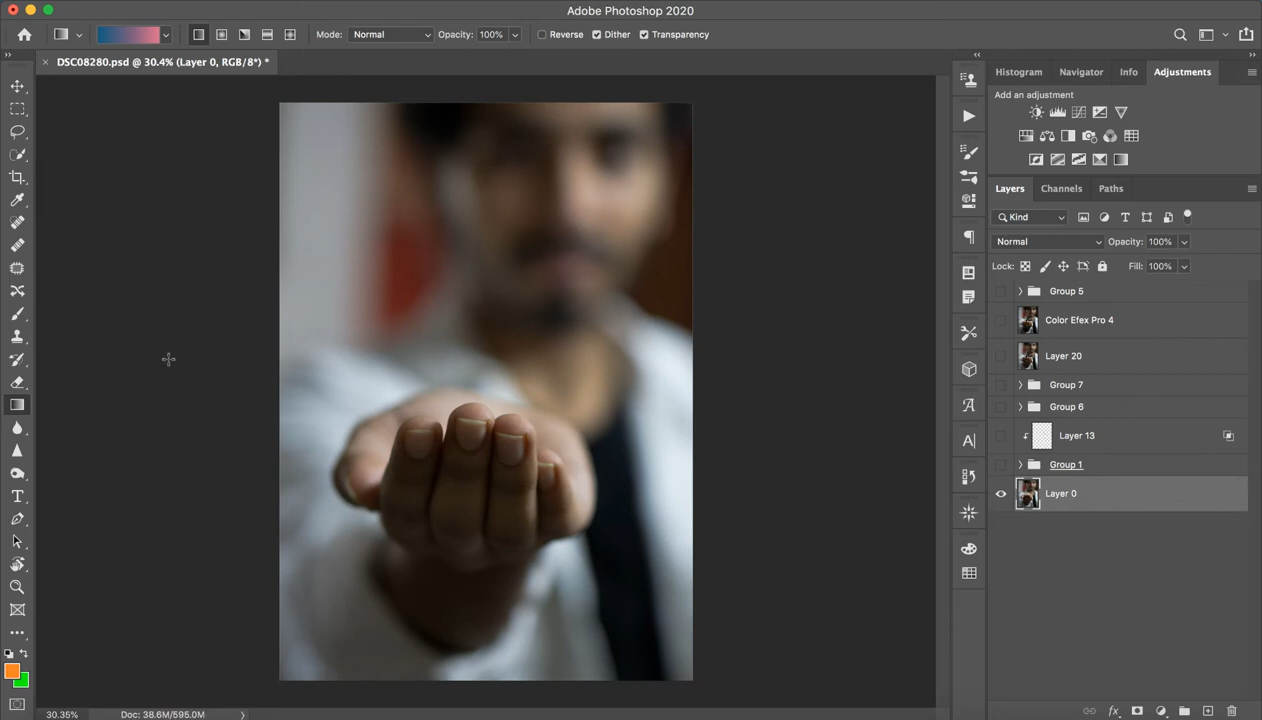 Adobe Photoshop 2020
Mode: Normal Opacity: 100% Reverse Dither Transparency
DSC08280.psd @ 30.4% (Layer 0, RGB/8*) *
Histogram Navigator Info Adjustments
Add an adjustment
Layers Channels Paths
Kind
Normal Opacity: 100%
Lock: Fill: 100%
Group 5
Color Efex Pro 4
Layer 20
Group 7
Group 6
Layer 13
Group 1
Layer 0
30.35% Doc: 38.6M/595.0M